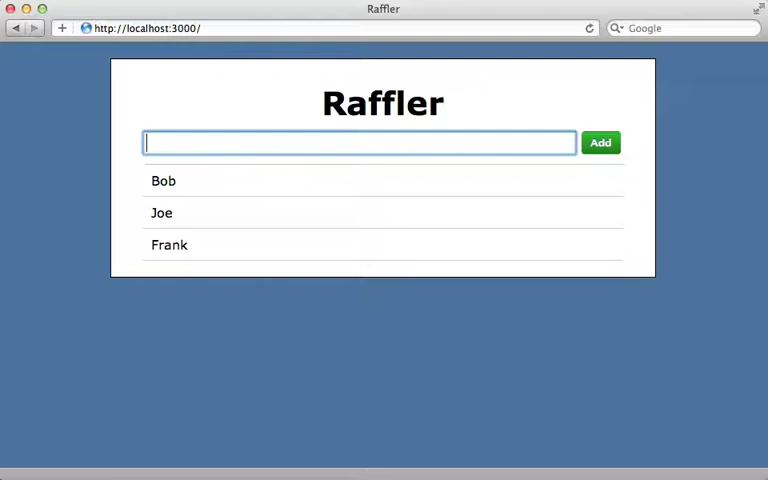 Raffler
http://localhost:3000/
Google
Raffler
Add
Bob
Joe
Frank